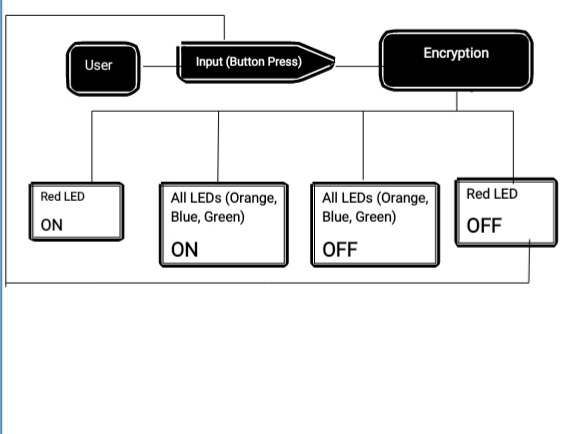 Encryption
User
Input (Button Press)
Red LED
ON
All LEDs (Orange,
Blue, Green)
ON
All LEDs (Orange,
Blue, Green)
OFF
Red LED
OFF